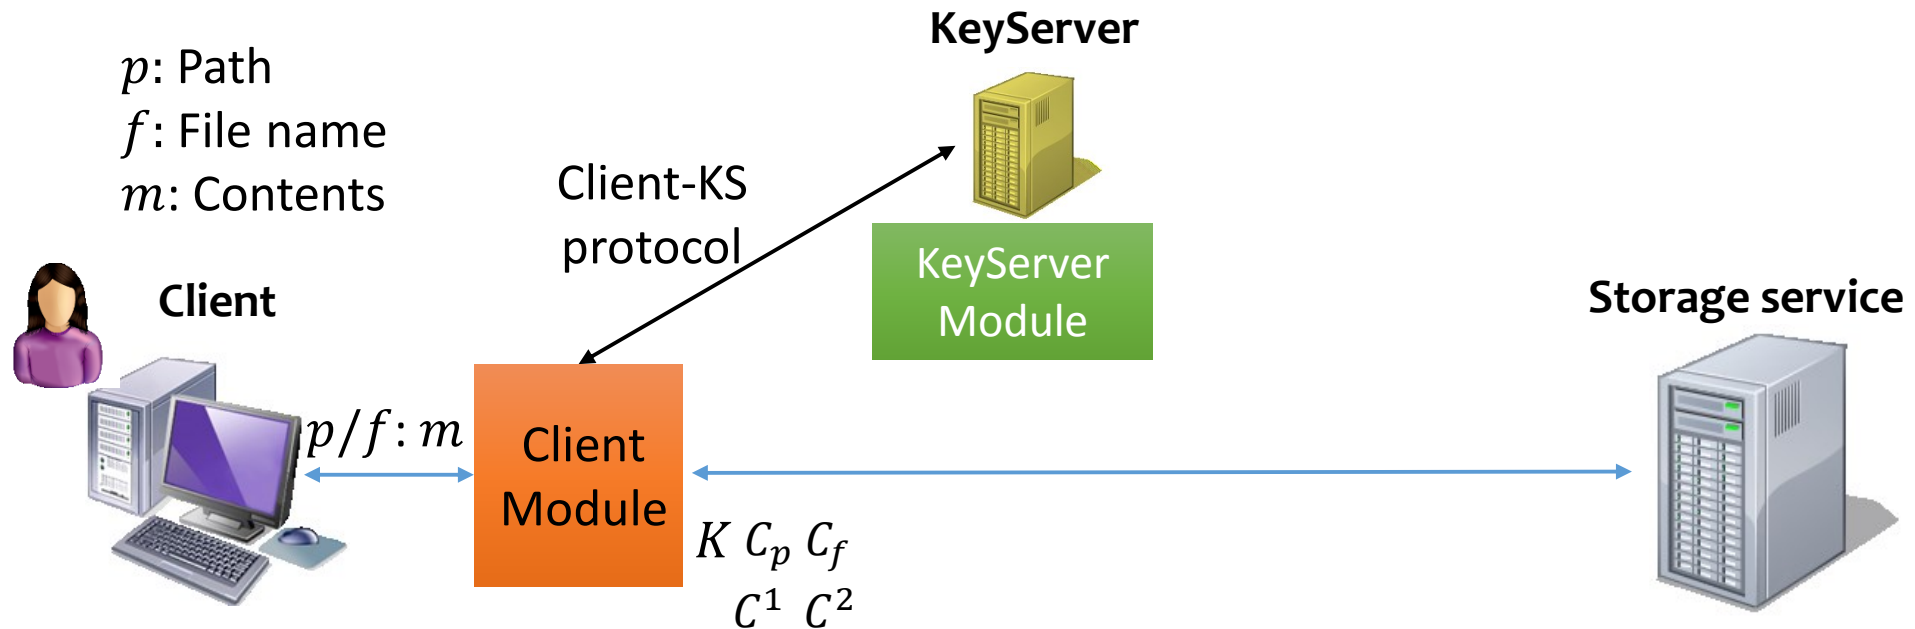 KeyServer
p: Path
f: File name
m: Contents
Client-KS
protocol
KeyServer
Module
Client
Storage service
p/f: m
Client
Module
K C_p C_f
C^1 C^2